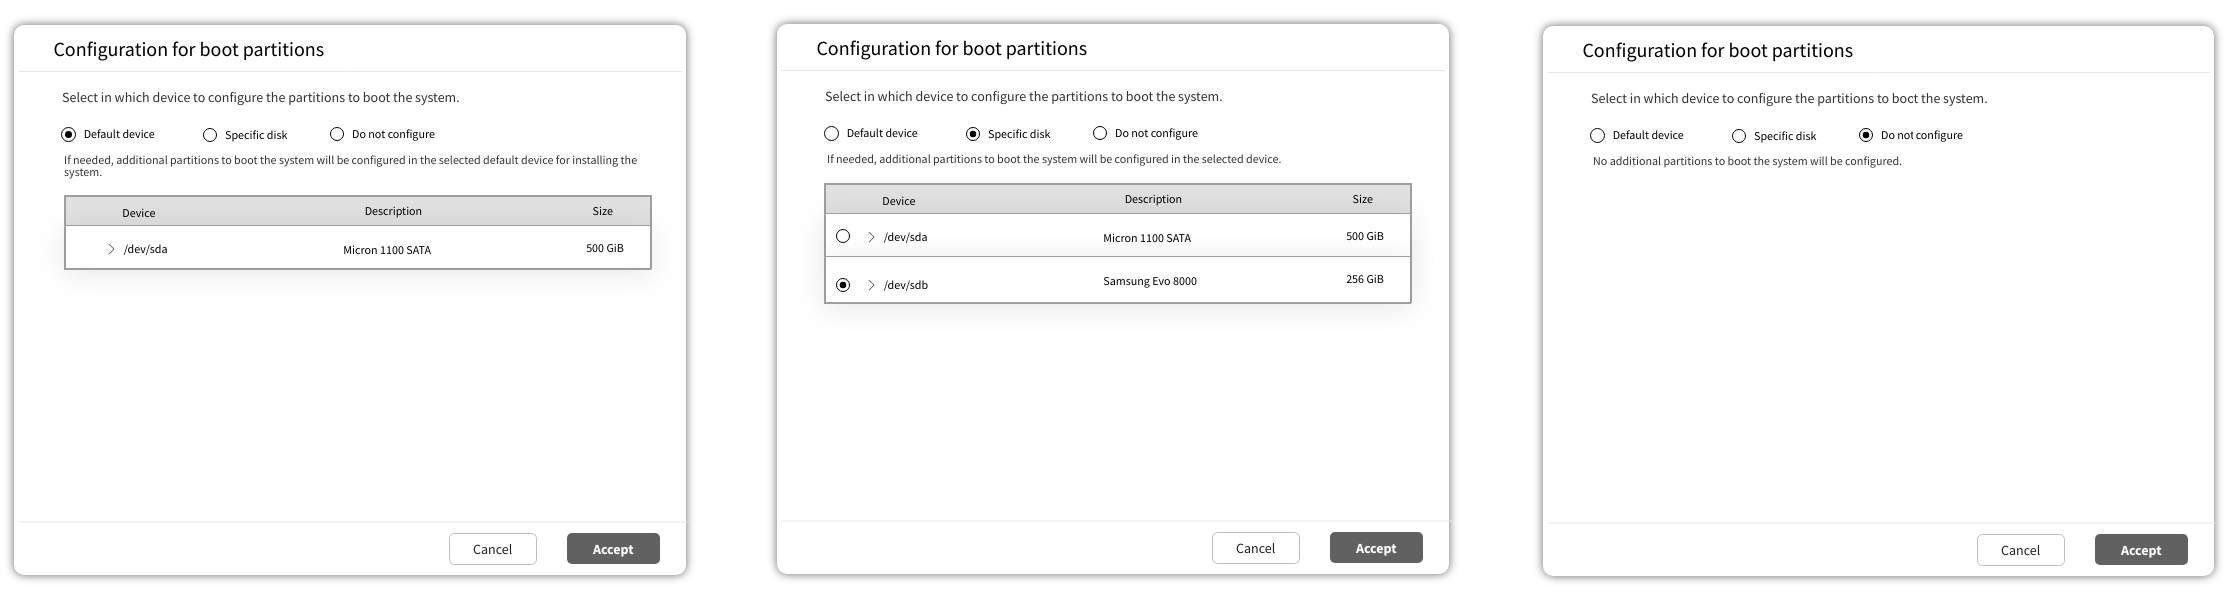 Configuration for boot partitions
Select in which device to configure the partitions to boot the system.
Default device Specific disk Do not configure
If needed, additional partitions to boot the system will be configured in the selected default device for installing the
system.
Device Description Size
/dev/sda Micron 1100 SATA 500 GiB
Cancel Accept
Configuration for boot partitions
Select in which device to configure the partitions to boot the system.
Default device Specific disk Do not configure
If needed, additional partitions to boot the system will be configured in the selected device.
Device Description Size
/dev/sda Micron 1100 SATA 500 GiB
/dev/sdb Samsung Evo 8000 256 GiB
Cancel Accept
Configuration for boot partitions
Select in which device to configure the partitions to boot the system.
Default device Specific disk Do not configure
No additional partitions to boot the system will be configured.
Cancel Accept